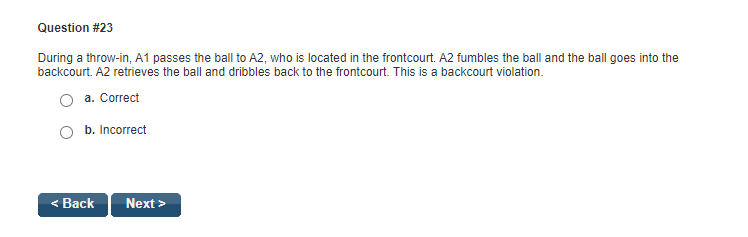 Question #23
During a throw-in, A1 passes the ball to A2, who is located in the frontcourt. A2 fumbles the ball and the ball goes into the
backcourt. A2 retrieves the ball and dribbles back to the frontcourt. This is a backcourt violation.
a. Correct
b. Incorrect
< Back Next >